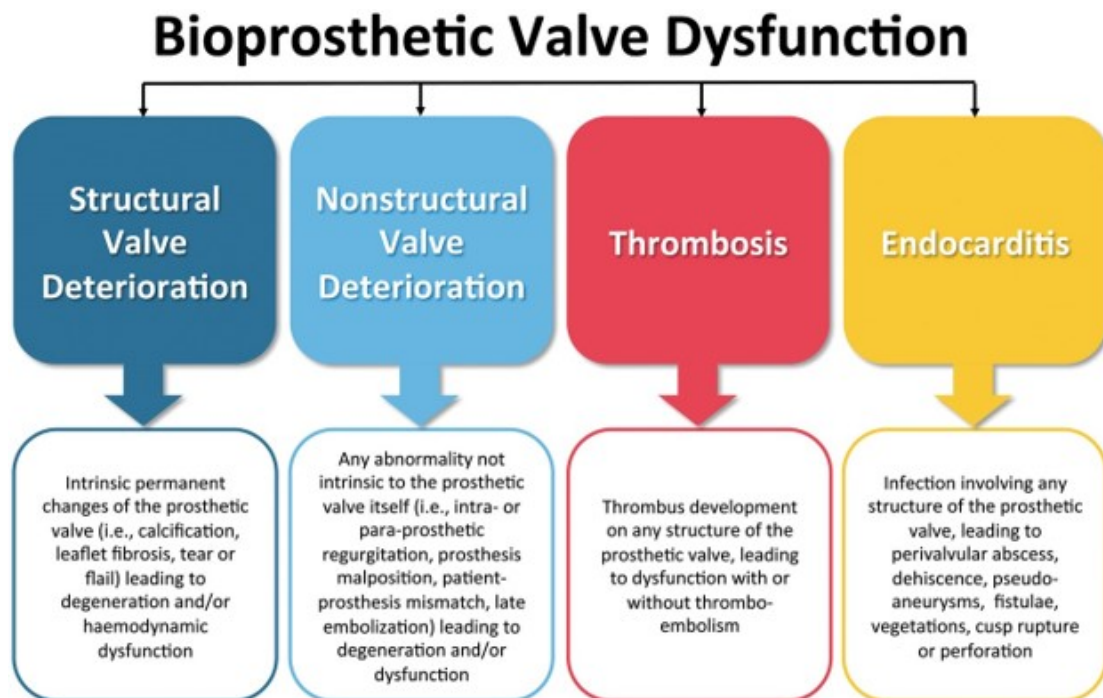 Bioprosthetic Valve Dysfunction
Structural
Valve
Deterioration
Nonstructural
Valve
Deterioration
Thrombosis
Endocarditis
Intrinsic permanent
changes of the prosthetic
valve (i.e., calcification,
leaflet fibrosis, tear or
flail) leading to
degeneration and/or
haemodynamic
dysfunction
Any abnormality not
intrinsic to the prosthetic
valve itself (i.e., intra- or
para-prosthetic
regurgitation, prosthesis
malposition, patient-
prosthesis mismatch, late
embolization) leading to
degeneration and/or
dysfunction
Thrombus development
on any structure of the
prosthetic valve, leading
to dysfunction with or
without thrombo-
embolism
Infection involving any
structure of the prosthetic
valve, leading to
perivalvular abscess,
dehiscence, pseudo-
aneurysms, fistulae,
vegetations, cusp rupture
or perforation